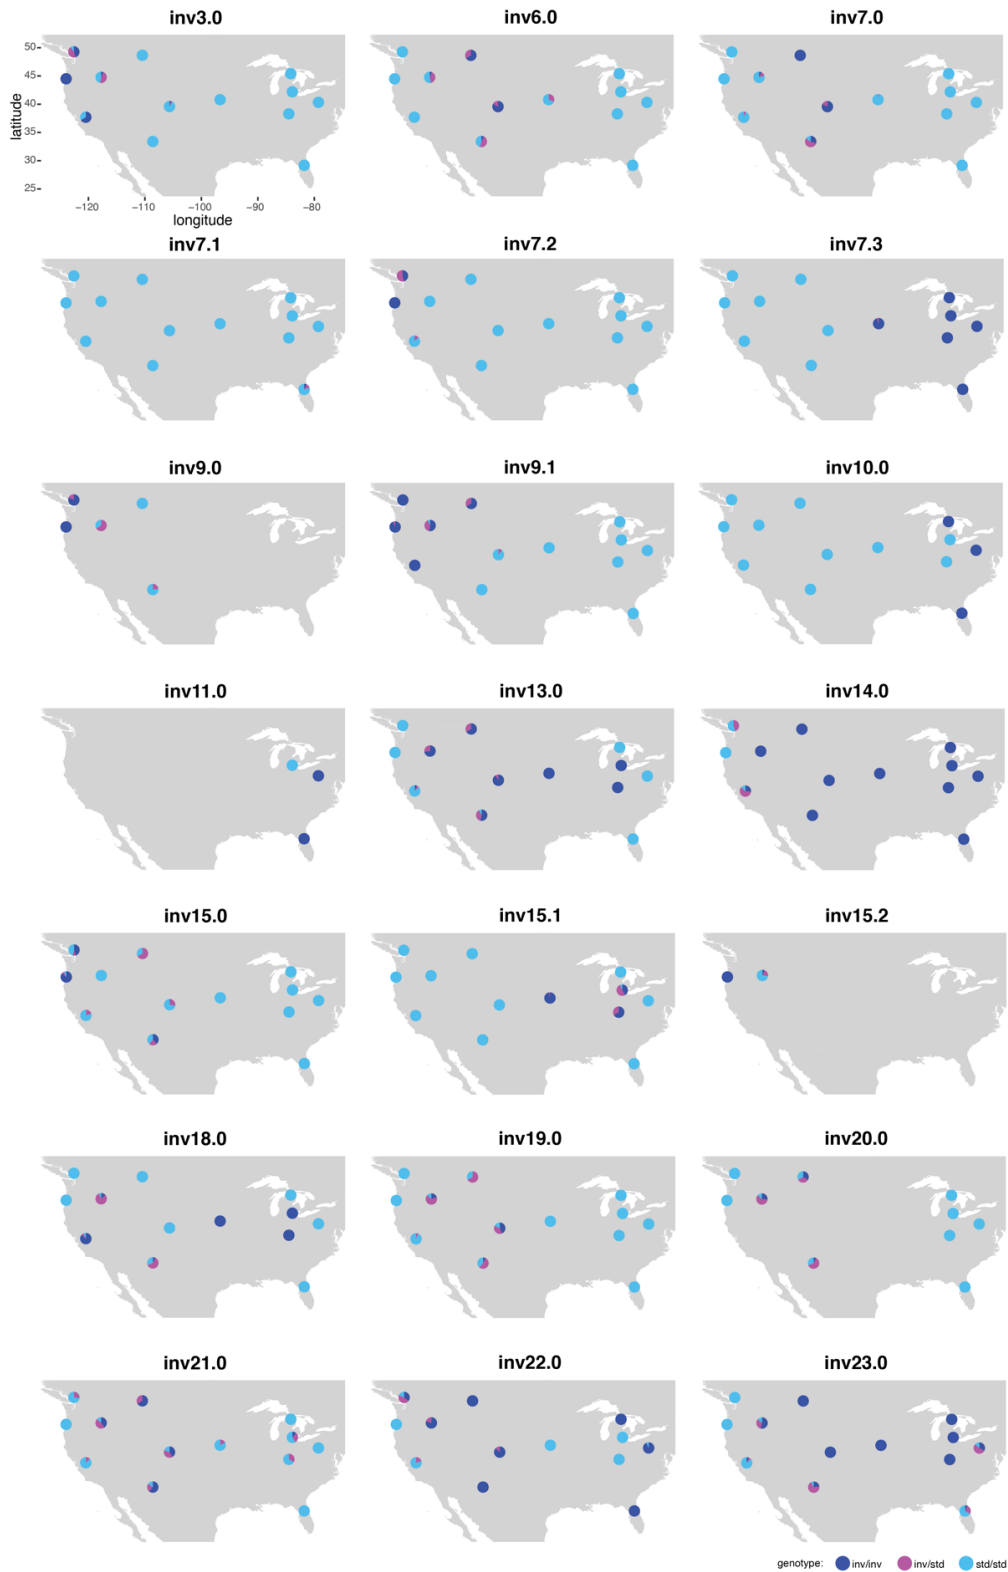 inv3.0 inv6.0 inv7.0
50
45
40
35
30
25
latitude
−120 −110 −100 −90 −80
longitude
inv7.1 inv7.2 inv7.3
inv9.0 inv9.1 inv10.0
inv11.0 inv13.0 inv14.0
inv15.0 inv15.1 inv15.2
inv18.0 inv19.0 inv20.0
inv21.0 inv22.0 inv23.0
genotype: inv/inv inv/std std/std